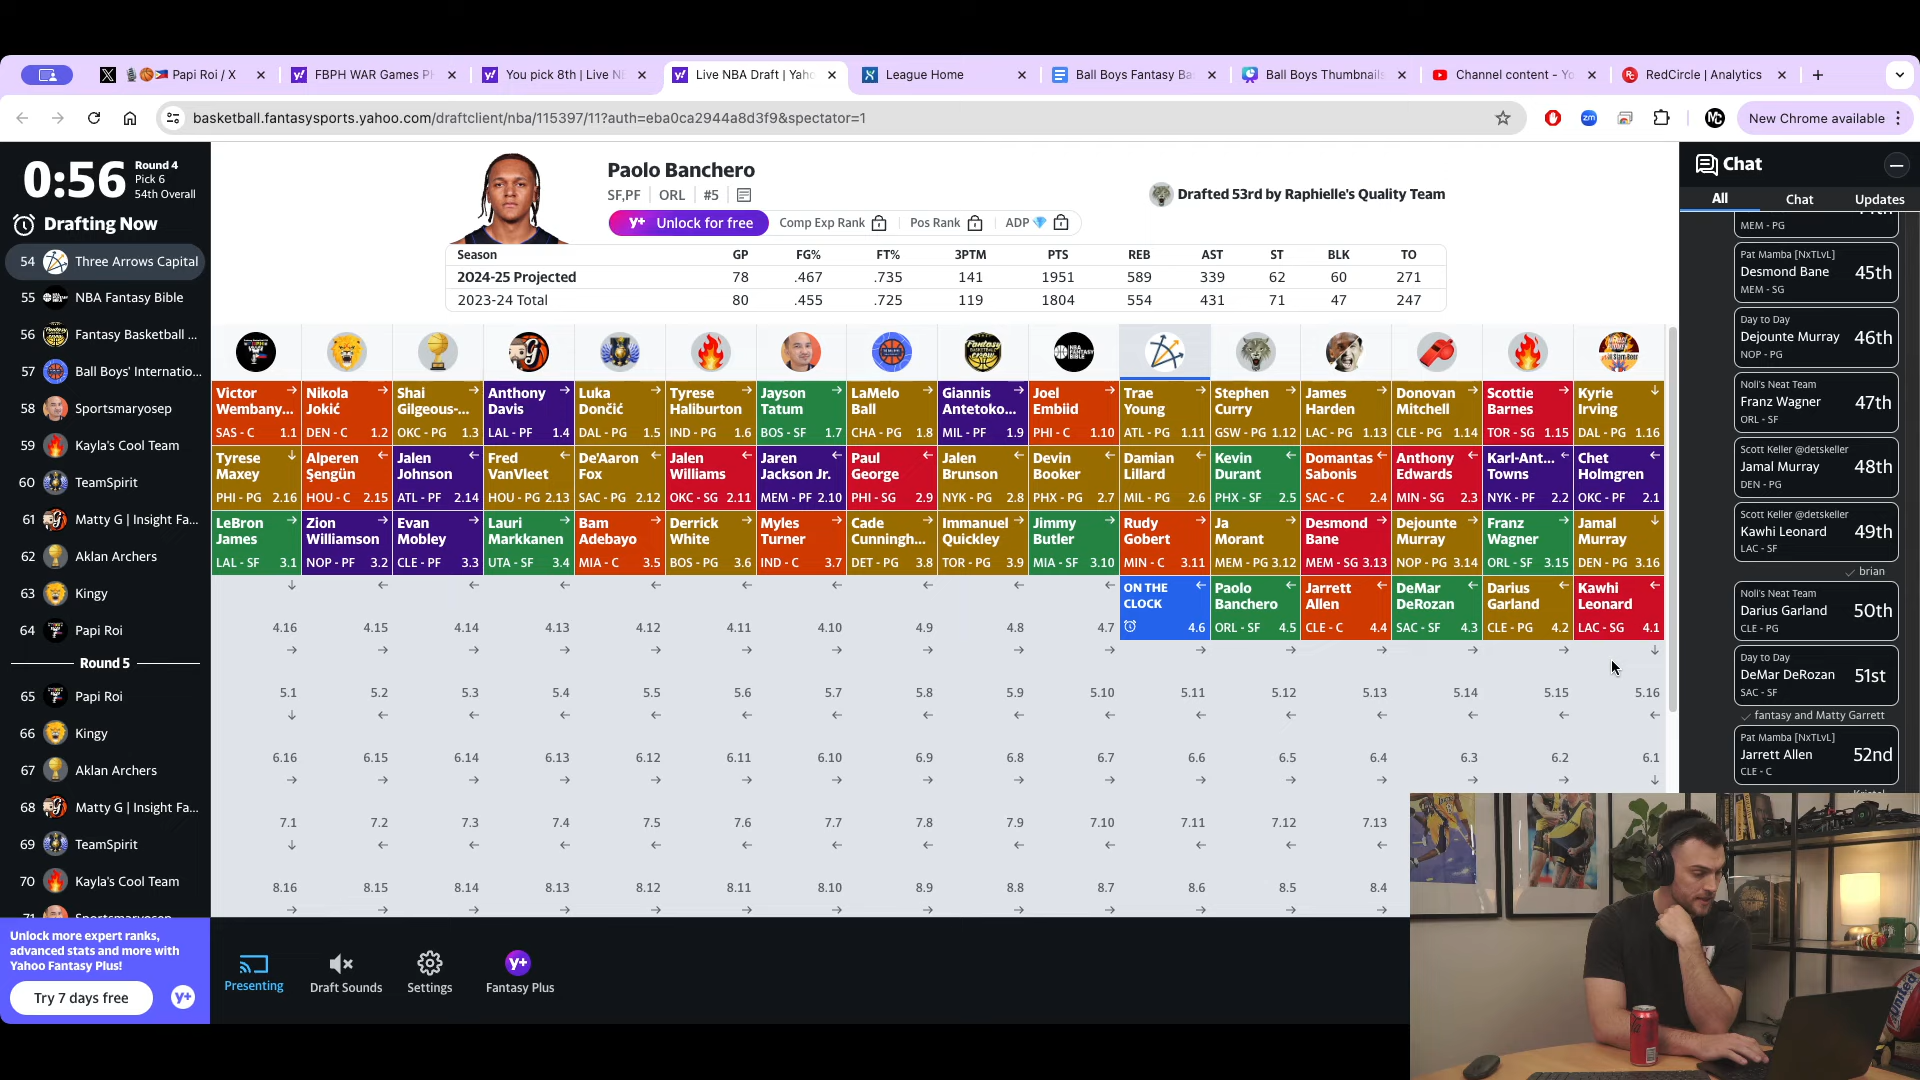 Papi Roi / X
FBPH WAR Games P
You pick 8th | Live N
Live NBA Draft | Yaho
League Home
Ball Boys Fantasy Ba
Ball Boys Thumbnails
Channel content - Yo
RedCircle | Analytics
basketball.fantasysports.yahoo.com/draftclient/nba/115397/11?auth=eba0ca2944a8d3f9&spectator=1
New Chrome available
0:56
Round 4
Pick 6
54th Overall
Drafting Now
54 Three Arrows Capital
55 NBA Fantasy Bible
56 Fantasy Basketball ...
57 Ball Boys' Internatio...
58 Sportsmaryosep
59 Kayla's Cool Team
60 TeamSpirit
61 Matty G | Insight Fa...
62 Aklan Archers
63 Kingy
64 Papi Roi
Round 5
65 Papi Roi
66 Kingy
67 Aklan Archers
68 Matty G | Insight Fa...
69 TeamSpirit
70 Kayla's Cool Team
71 Sportsmaryosep
Unlock more expert ranks,
advanced stats and more with
Yahoo Fantasy Plus!
Try 7 days free
y+
Paolo Banchero
SF,PF ORL #5
y+ Unlock for free
Comp Exp Rank
Pos Rank
ADP
Drafted 53rd by Raphielle's Quality Team
Season GP FG% FT% 3PTM PTS REB AST ST BLK TO
2024-25 Projected 78 .467 .735 141 1951 589 339 62 60 271
2023-24 Total 80 .455 .725 119 1804 554 431 71 47 247
Victor Wembany... SAS - C 1.1
Nikola Jokić DEN - C 1.2
Shai Gilgeous-... OKC - PG 1.3
Anthony Davis LAL - PF 1.4
Luka Dončić DAL - PG 1.5
Tyrese Haliburton IND - PG 1.6
Jayson Tatum BOS - SF 1.7
LaMelo Ball CHA - PG 1.8
Giannis Antetoko... MIL - PF 1.9
Joel Embiid PHI - C 1.10
Trae Young ATL - PG 1.11
Stephen Curry GSW - PG 1.12
James Harden LAC - PG 1.13
Donovan Mitchell CLE - PG 1.14
Scottie Barnes TOR - SG 1.15
Kyrie Irving DAL - PG 1.16
Tyrese Maxey PHI - PG 2.16
Alperen Şengün HOU - C 2.15
Jalen Johnson ATL - PF 2.14
Fred VanVleet HOU - PG 2.13
De'Aaron Fox SAC - PG 2.12
Jalen Williams OKC - SG 2.11
Jaren Jackson Jr. MEM - PF 2.10
Paul George PHI - SG 2.9
Jalen Brunson NYK - PG 2.8
Devin Booker PHX - PG 2.7
Damian Lillard MIL - PG 2.6
Kevin Durant PHX - SF 2.5
Domantas Sabonis SAC - C 2.4
Anthony Edwards MIN - SG 2.3
Karl-Ant... Towns NYK - PF 2.2
Chet Holmgren OKC - PF 2.1
LeBron James LAL - SF 3.1
Zion Williamson NOP - PF 3.2
Evan Mobley CLE - PF 3.3
Lauri Markkanen UTA - SF 3.4
Bam Adebayo MIA - C 3.5
Derrick White BOS - PG 3.6
Myles Turner IND - C 3.7
Cade Cunningh... DET - PG 3.8
Immanuel Quickley TOR - PG 3.9
Jimmy Butler MIA - SF 3.10
Rudy Gobert MIN - C 3.11
Ja Morant MEM - PG 3.12
Desmond Bane MEM - SG 3.13
Dejounte Murray NOP - PG 3.14
Franz Wagner ORL - SF 3.15
Jamal Murray DEN - PG 3.16
4.16 4.15 4.14 4.13 4.12 4.11 4.10 4.9 4.8 4.7
ON THE CLOCK 4.6
Paolo Banchero ORL - SF 4.5
Jarrett Allen CLE - C 4.4
DeMar DeRozan SAC - SF 4.3
Darius Garland CLE - PG 4.2
Kawhi Leonard LAC - SG 4.1
5.1 5.2 5.3 5.4 5.5 5.6 5.7 5.8 5.9 5.10 5.11 5.12 5.13 5.14 5.15 5.16
6.16 6.15 6.14 6.13 6.12 6.11 6.10 6.9 6.8 6.7 6.6 6.5 6.4 6.3 6.2 6.1
7.1 7.2 7.3 7.4 7.5 7.6 7.7 7.8 7.9 7.10 7.11 7.12 7.13
8.16 8.15 8.14 8.13 8.12 8.11 8.10 8.9 8.8 8.7 8.6 8.5 8.4
Presenting
Draft Sounds
Settings
y+
Fantasy Plus
Chat
All Chat Updates
MEM - PG
Pat Mamba [NxTLvL]
Desmond Bane 45th
MEM - SG
Day to Day
Dejounte Murray 46th
NOP - PG
Noli's Neat Team
Franz Wagner 47th
ORL - SF
Scott Keller @detskeller
Jamal Murray 48th
DEN - PG
Scott Keller @detskeller
Kawhi Leonard 49th
LAC - SF
brian
Noli's Neat Team
Darius Garland 50th
CLE - PG
Day to Day
DeMar DeRozan 51st
SAC - SF
fantasy and Matty Garrett
Pat Mamba [NxTLvL]
Jarrett Allen 52nd
CLE - C